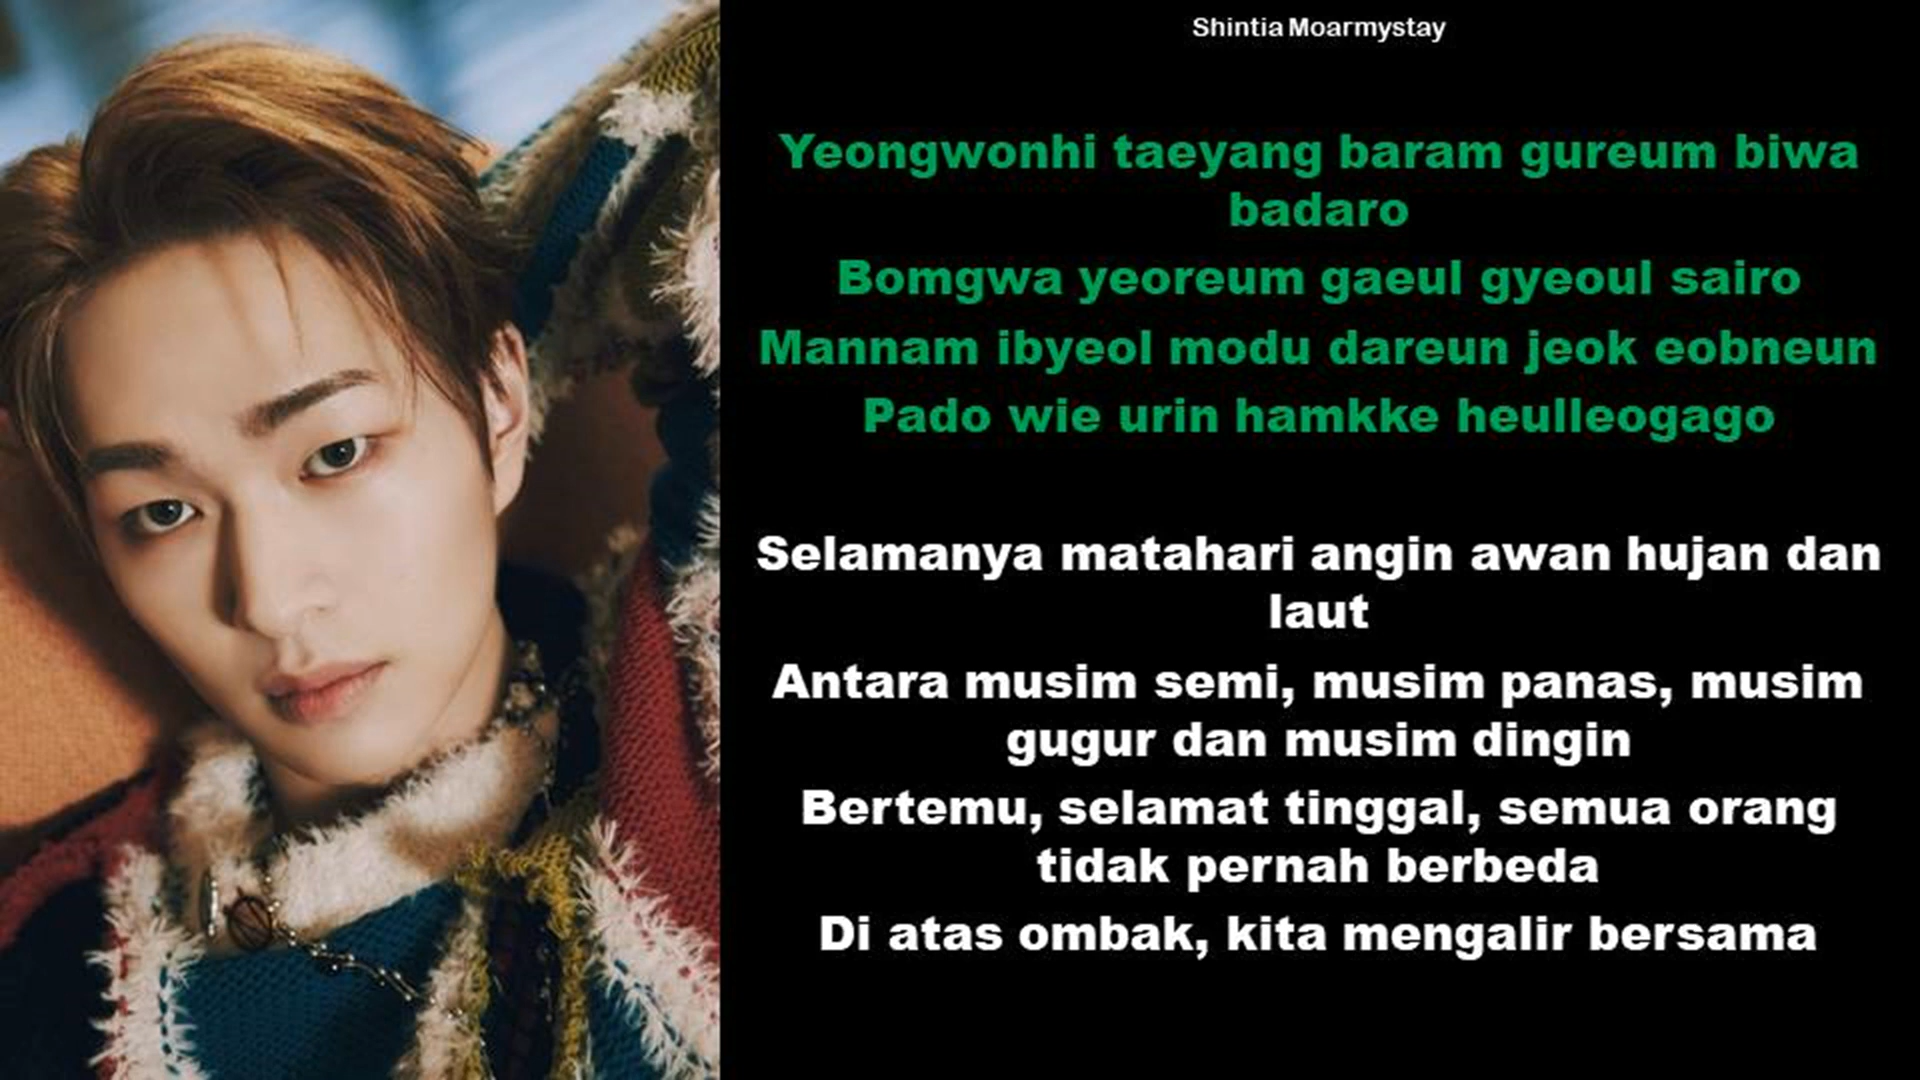 Shintia Moarmystay
Yeongwonhi taeyang baram gureum biwa
badaro
Bomgwa yeoreum gaeul gyeoul sairo
Mannam ibyeol modu dareun jeok eobneun
Pado wie urin hamkke heulleogago
Selamanya matahari angin awan hujan dan
laut
Antara musim semi, musim panas, musim
gugur dan musim dingin
Bertemu, selamat tinggal, semua orang
tidak pernah berbeda
Di atas ombak, kita mengalir bersama